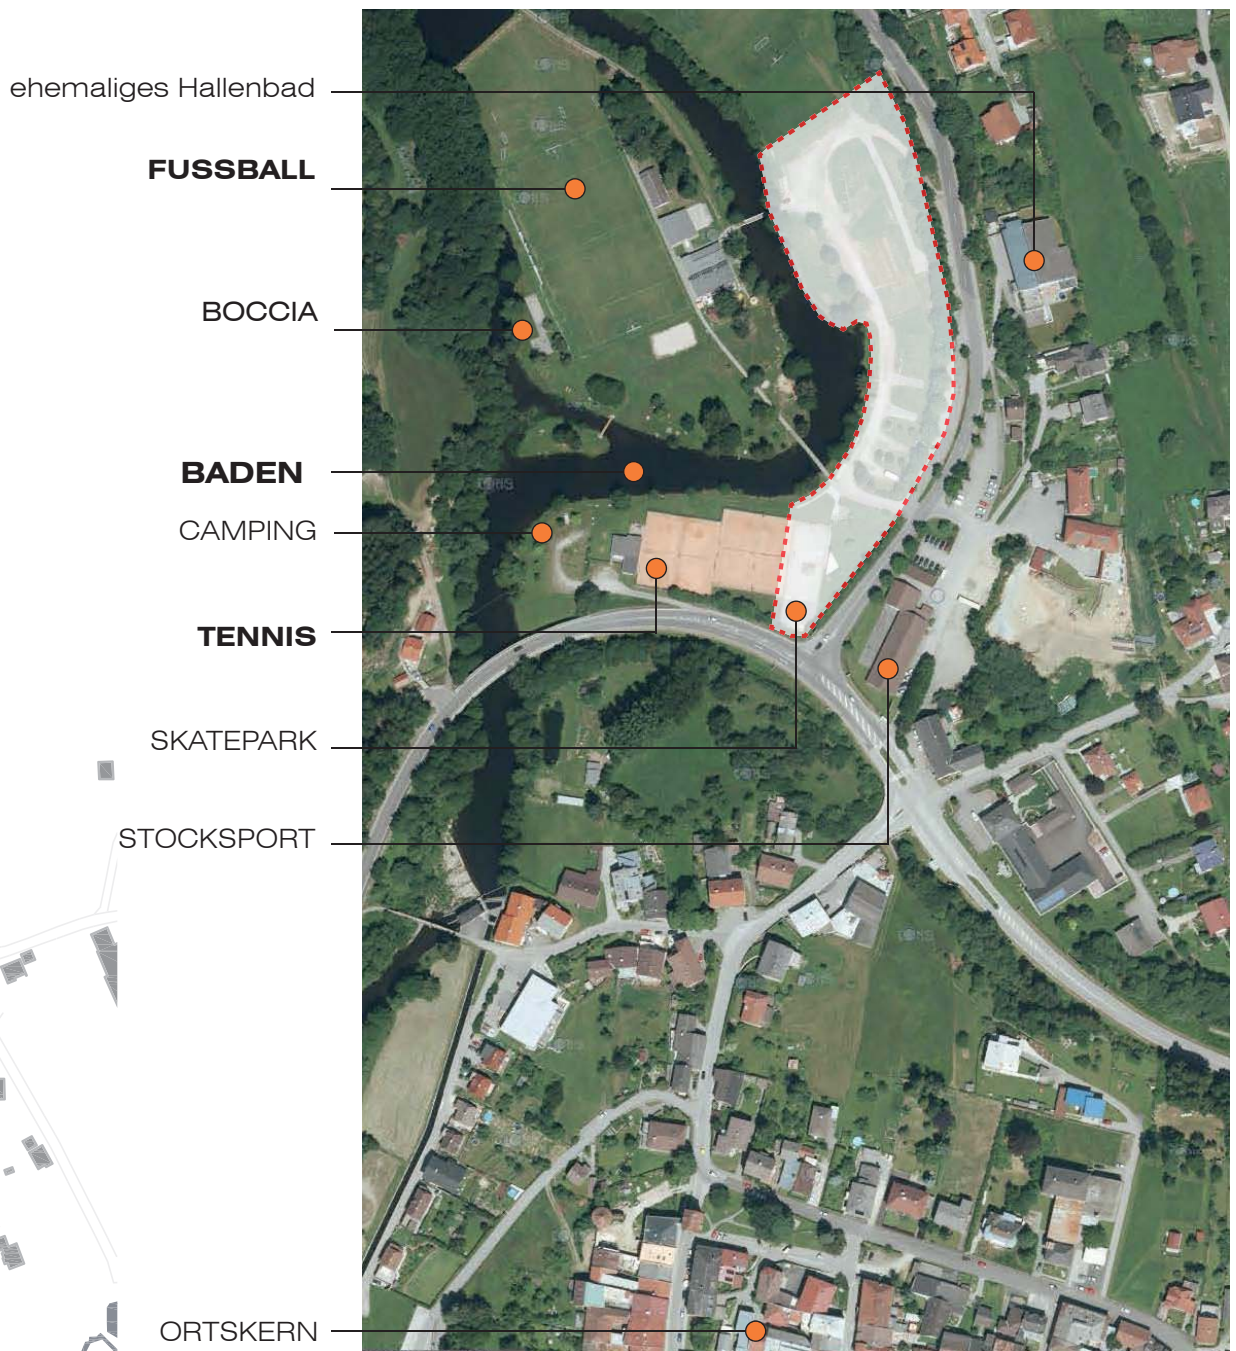 ehemaliges Hallenbad
FUSSBALL
BOCCIA
BADEN
CAMPING
TENNIS
SKATEPARK
STOCKSPORT
ORTSKERN